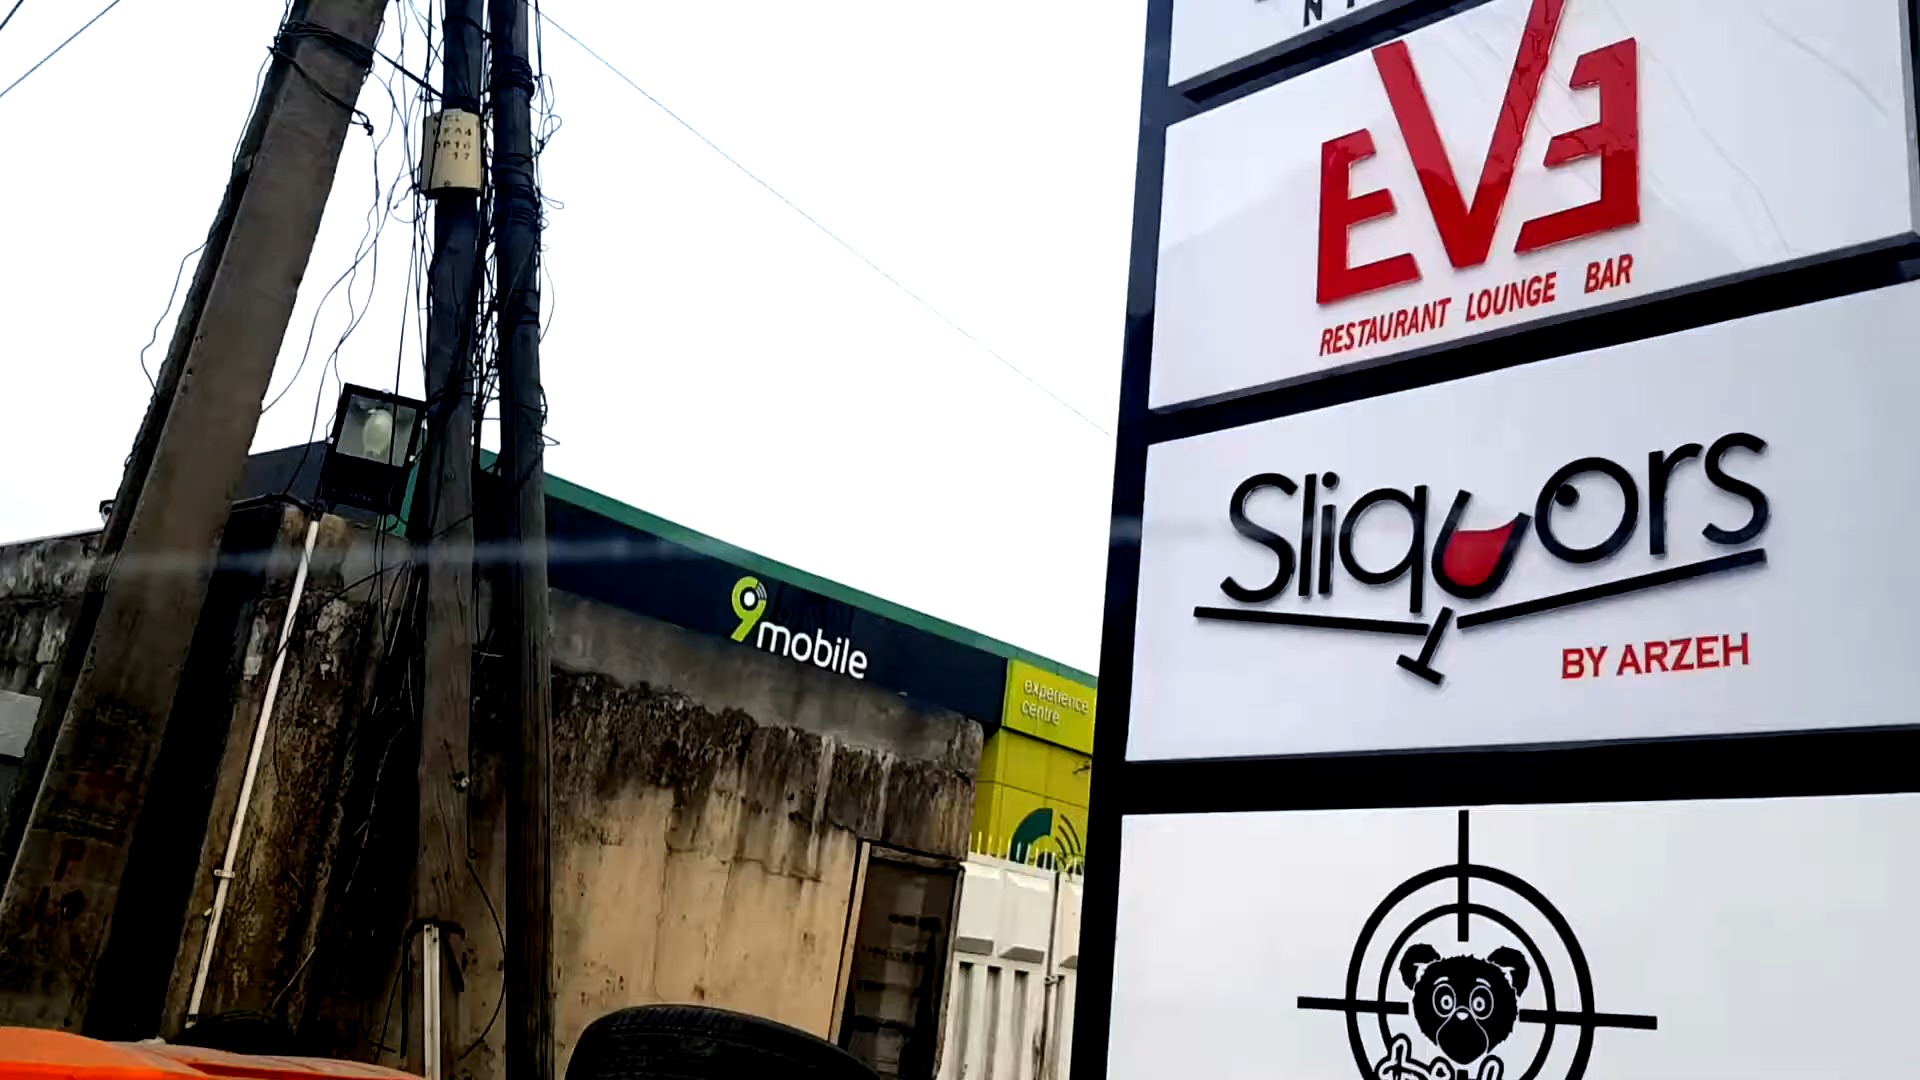 EVE
RESTAURANT LOUNGE BAR
Sliquors
BY ARZEH
9mobile
experience
centre